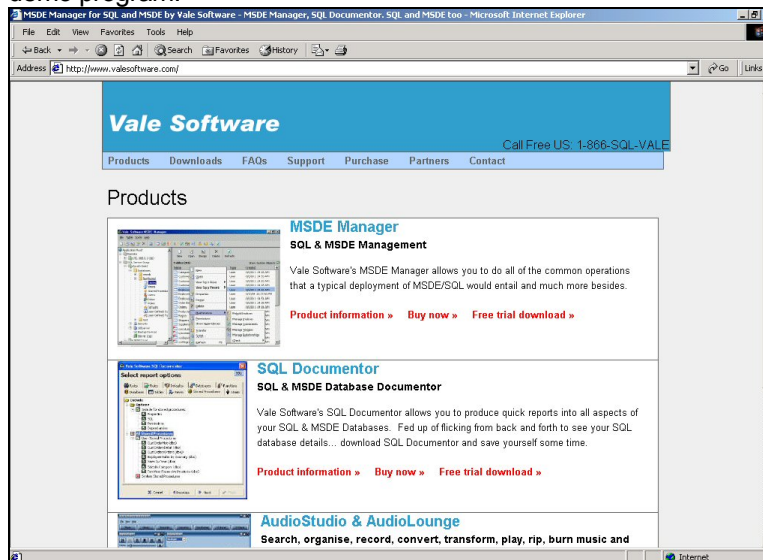 MSDE Manager for SQL and MSDE by Vale Software - MSDE Manager, SQL Documentor. SQL and MSDE too - Microsoft Internet Explorer
File Edit View Favorites Tools Help
Back Search Favorites History
Address http://www.valesoftware.com/ Go Links
Vale Software
Call Free US: 1-866-SQL-VALE
Products Downloads FAQs Support Purchase Partners Contact
Products
MSDE Manager
SQL & MSDE Management
Vale Software's MSDE Manager allows you to do all of the common operations
that a typical deployment of MSDE/SQL would entail and much more besides.
Product information » Buy now » Free trial download »
SQL Documentor
SQL & MSDE Database Documentor
Select report options
Vale Software's SQL Documentor allows you to produce quick reports into all aspects of
your SQL & MSDE Databases. Fed up of flicking from back and forth to see your SQL
database details... download SQL Documentor and save yourself some time.
Product information » Buy now » Free trial download »
AudioStudio & AudioLounge
Search, organise, record, convert, transform, play, rip, burn music and
Internet